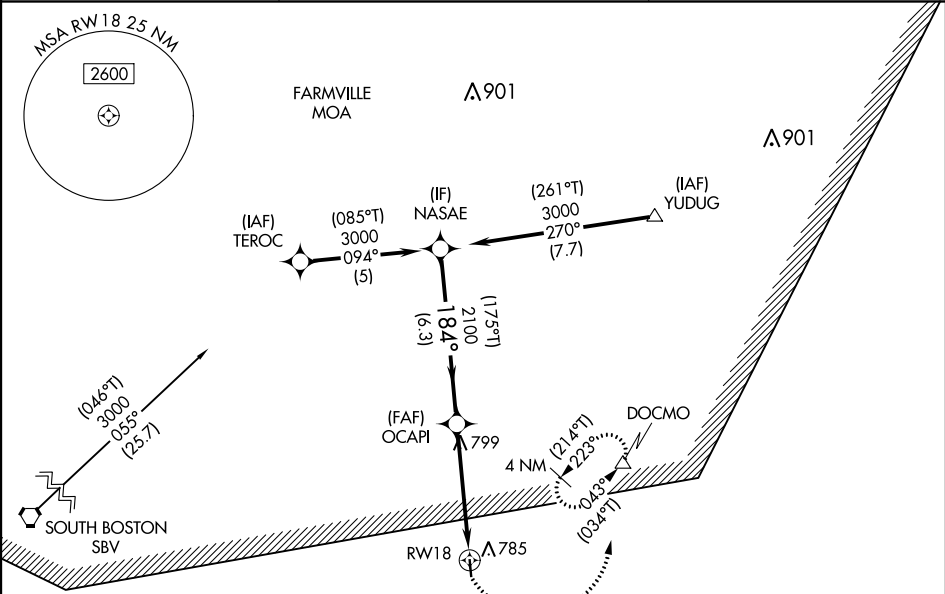 MSA RW18 25 NM
2600
FARMVILLE
MOA
901
901
(IAF)
TEROC
(085°T)
3000
094°
(5)
(IF)
NASAE
(261°T)
3000
270°
(7.7)
(IAF)
YUDUG
(175°T)
2100
184°
(6.3)
(046°T)
3000
055°
(25.7)
SOUTH BOSTON
SBV
(FAF)
OCAPI
799
DOCMO
4 NM
(214°T)
223°
043°
(034°T)
RW18
785